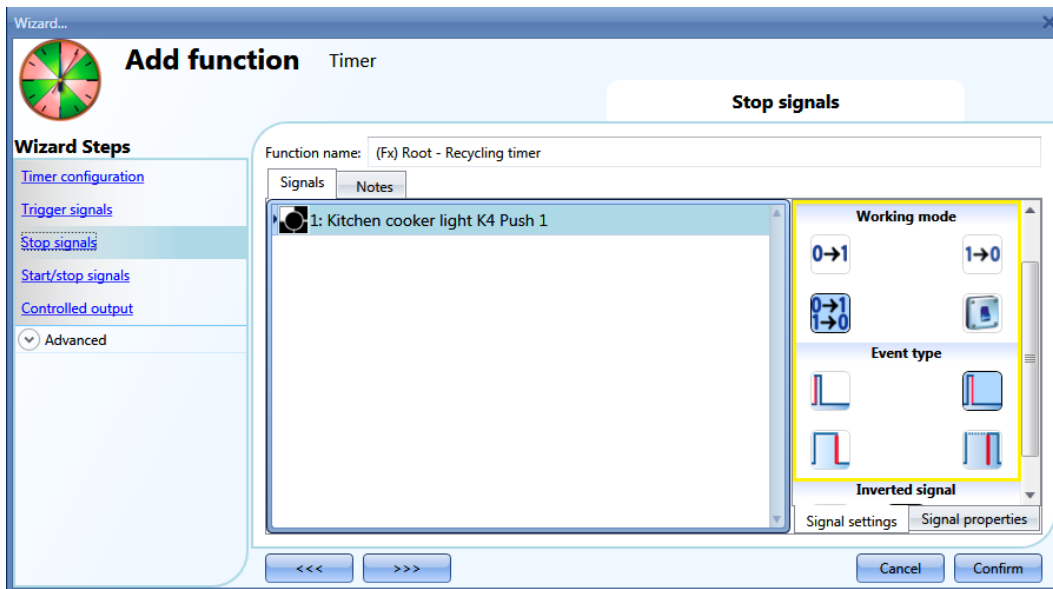 Wizard...
Add function Timer
Stop signals
Wizard Steps
Timer configuration
Trigger signals
Stop signals
Start/stop signals
Controlled output
Advanced
Function name: (Fx) Root - Recycling timer
Signals Notes
1: Kitchen cooker light K4 Push 1
Working mode
0→1 1→0
0→1
1→0
Event type
Inverted signal
Signal settings Signal properties
<<< >>> Cancel Confirm